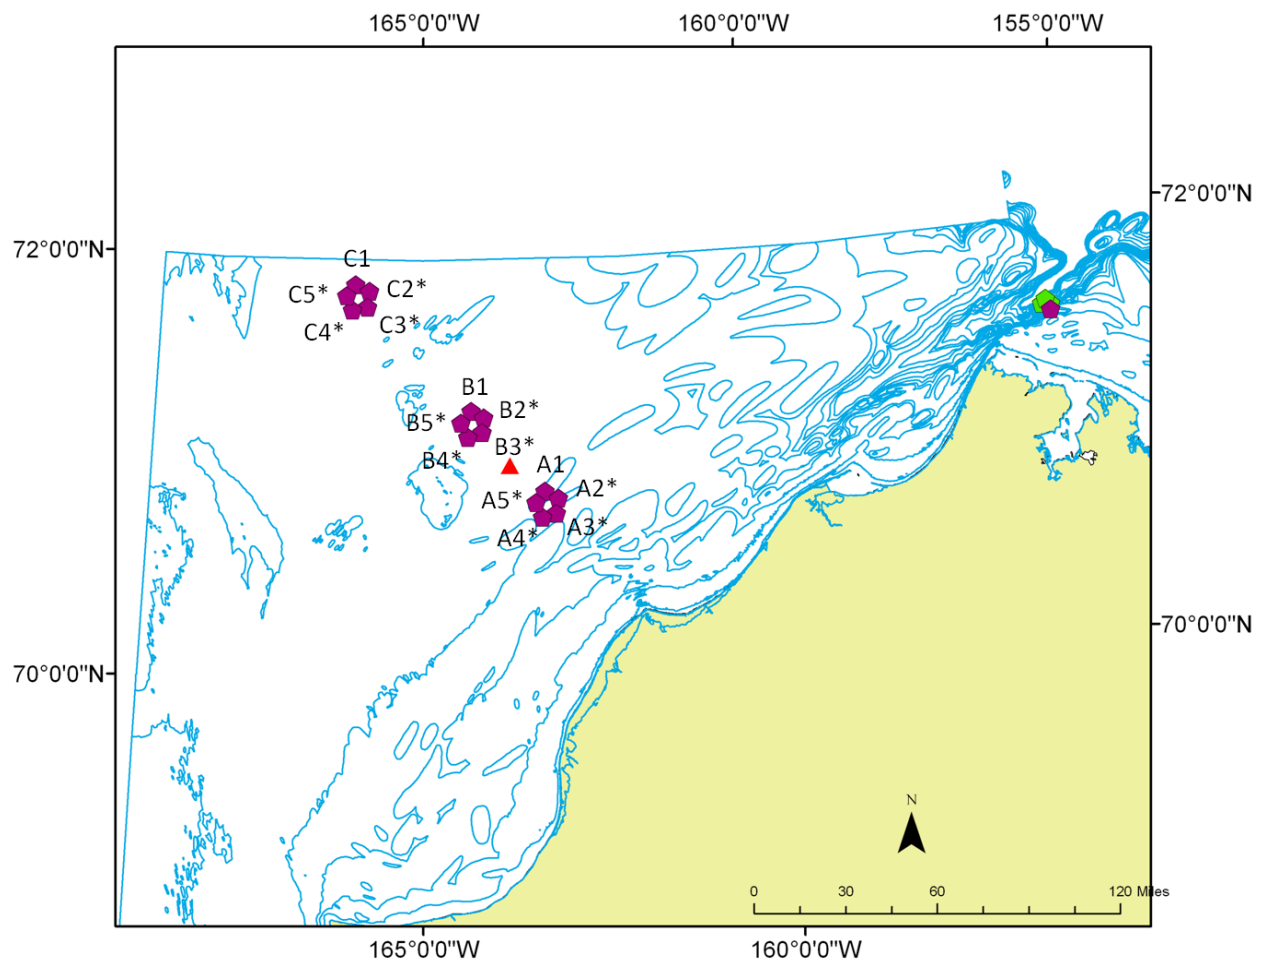 165°0'0"W 160°0'0"W 155°0'0"W
72°0'0"N
72°0'0"N
C1
C5* C2*
C4* C3*
B1
B5* B2*
B4* B3*
A1
A5* A2*
A4* A3*
70°0'0"N
70°0'0"N
N
0 30 60 120 Miles
165°0'0"W 160°0'0"W